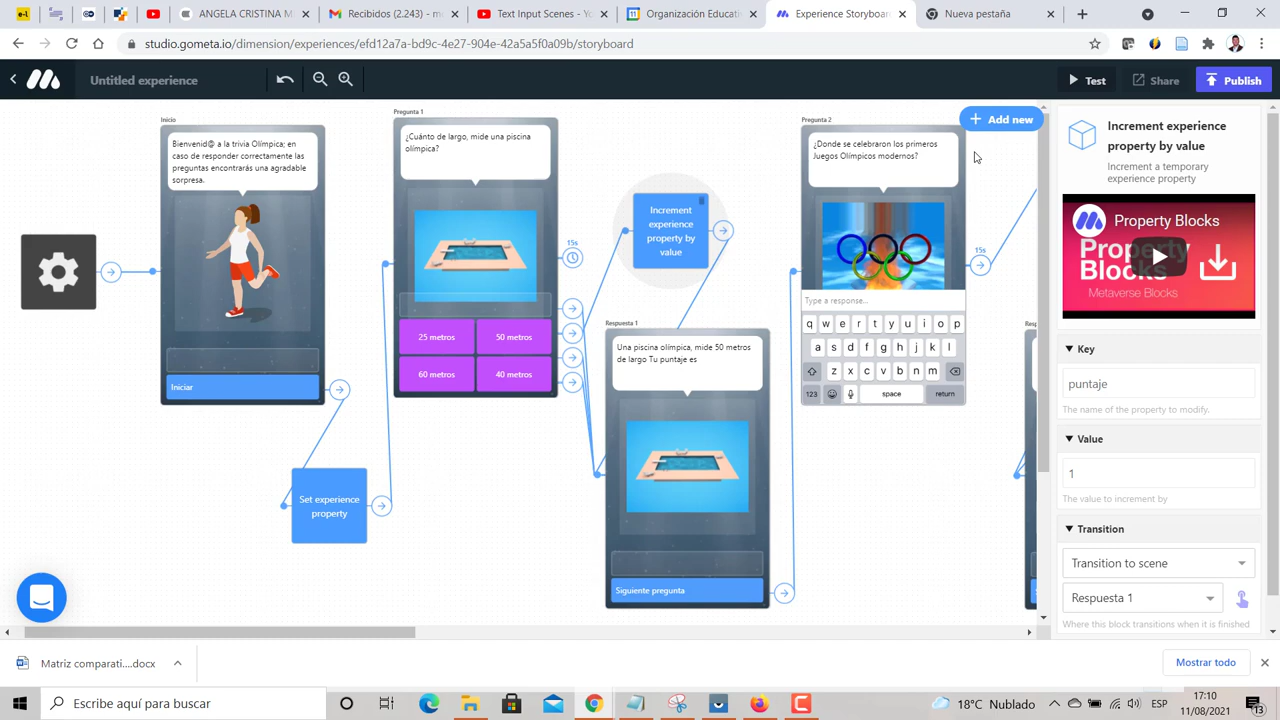 ANGELA CRISTINA M
Recibidos (2.243) - m
Text Input Scenes - Yo
Organización Educativ
Experience Storyboar
Nueva pestaña
studio.gometa.io/dimension/experiences/efd12a7a-bd9c-4e27-904e-42a5a5f0a09b/storyboard
Untitled experience
Test
Share
Publish
Add new
Inicio
Bienvenid@ a la trivia Olímpica; en
caso de responder correctamente las
preguntas encontrarás una agradable
sorpresa.
Iniciar
Set experience
property
Pregunta 1
¿Cuánto de largo, mide una piscina
olímpica?
15s
25 metros
50 metros
60 metros
40 metros
Increment
experience
property by
value
Respuesta 1
Una piscina olímpica, mide 50 metros
de largo Tu puntaje es
Siguiente pregunta
Pregunta 2
¿Donde se celebraron los primeros
Juegos Olímpicos modernos?
15s
Type a response...
q w e r t y u i o p
a s d f g h j k l
z x c v b n m
123
space
return
Increment experience
property by value
Increment a temporary
experience property
Property Blocks
Property
Blocks
Metaverse Blocks
Key
puntaje
The name of the property to modify.
Value
1
The value to increment by
Transition
Transition to scene
Respuesta 1
Where this block transitions when it is finished
Matriz comparati....docx
Mostrar todo
Escribe aquí para buscar
18°C Nublado
ESP
17:10
11/08/2021
13